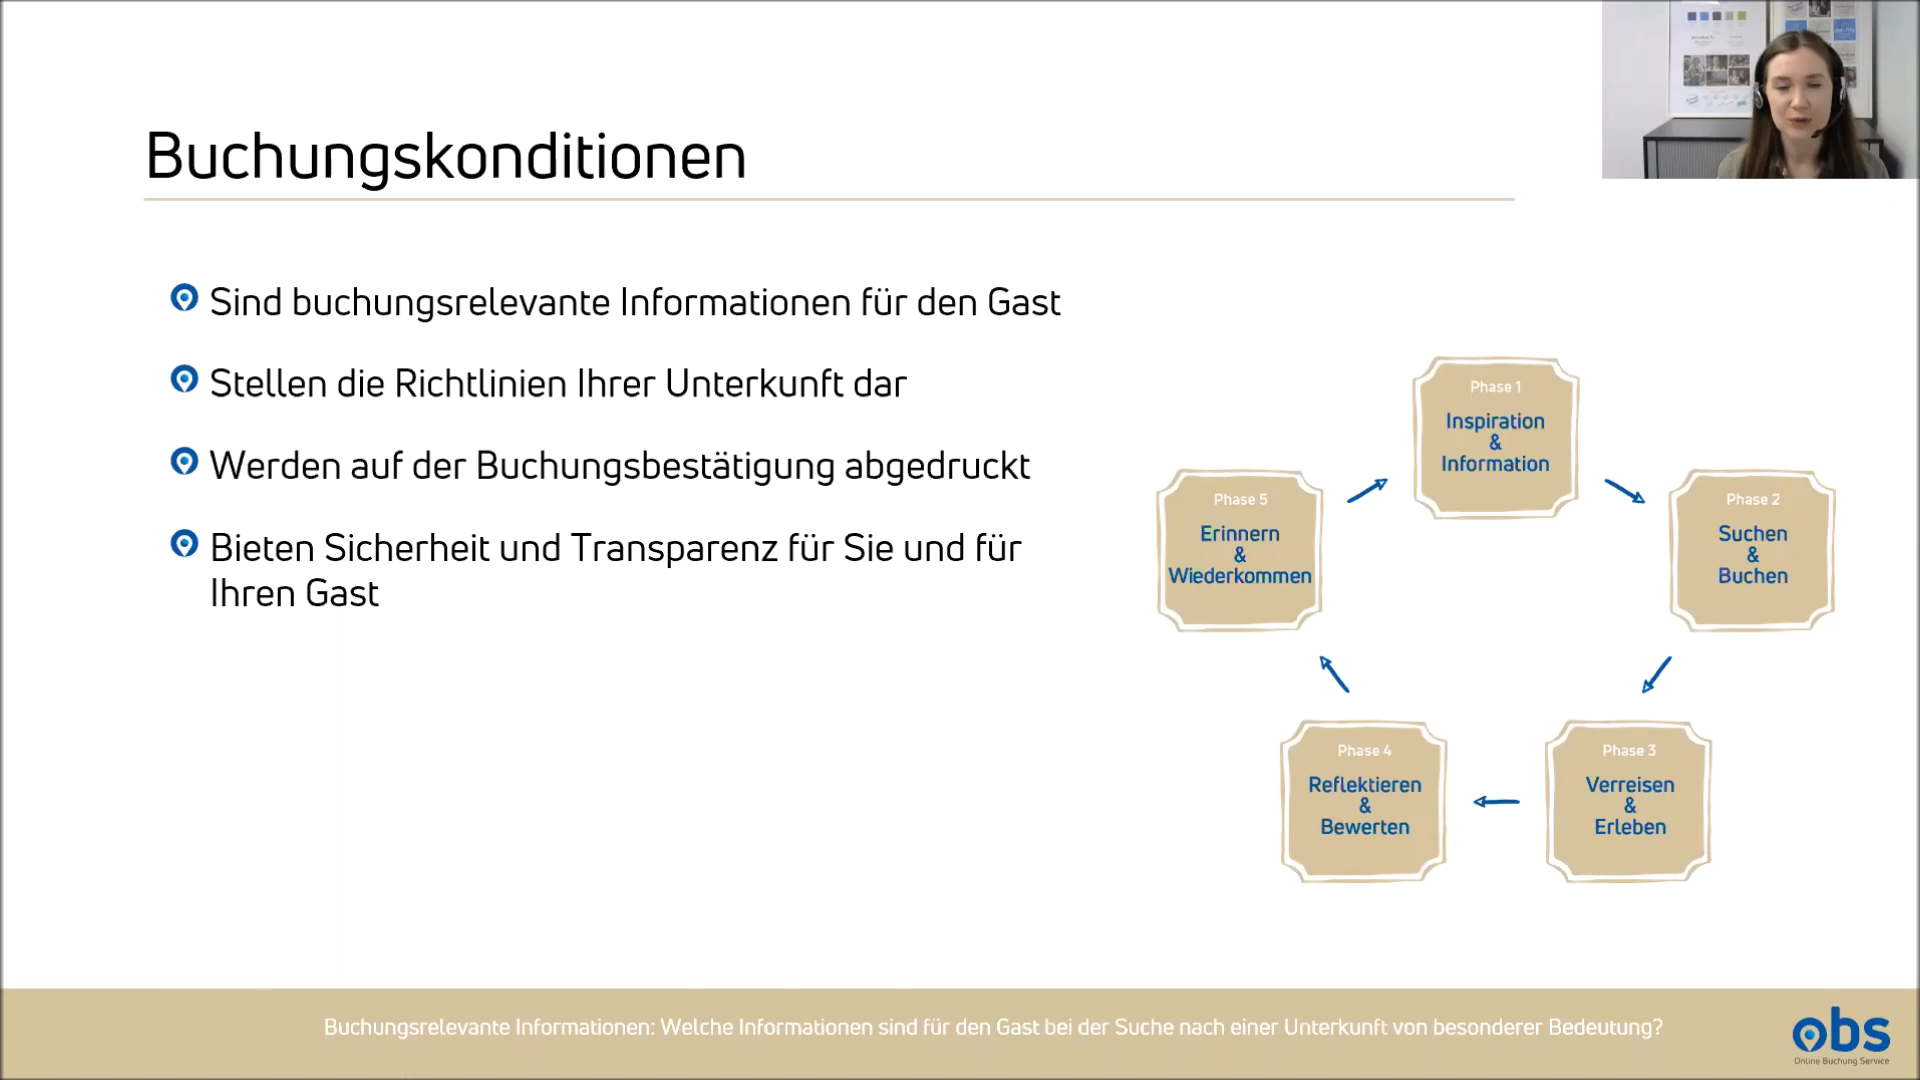 Buchungskonditionen
Sind buchungsrelevante Informationen für den Gast
Stellen die Richtlinien Ihrer Unterkunft dar
Werden auf der Buchungsbestätigung abgedruckt
Bieten Sicherheit und Transparenz für Sie und für
Ihren Gast
Phase 1
Inspiration
&
Information
Phase 2
Suchen
&
Buchen
Phase 3
Verreisen
&
Erleben
Phase 4
Reflektieren
&
Bewerten
Phase 5
Erinnern
&
Wiederkommen
Buchungsrelevante Informationen: Welche Informationen sind für den Gast bei der Suche nach einer Unterkunft von besonderer Bedeutung?
obs
Online Buchung Service